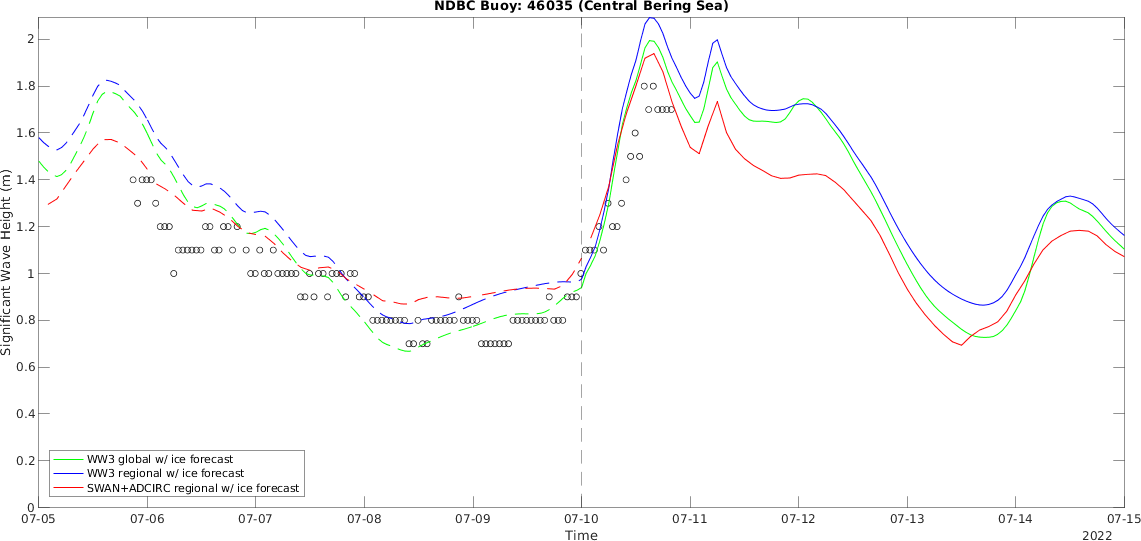 NDBC Buoy: 46035 (Central Bering Sea)
2
1.8
1.6
1.4
1.2
1
0.8
0.6
0.4
0.2
0
Significant Wave Height (m)
WW3 global w/ ice forecast
WW3 regional w/ ice forecast
SWAN+ADCIRC regional w/ ice forecast
07-05 07-06 07-07 07-08 07-09 07-10 07-11 07-12 07-13 07-14 07-15
Time
2022